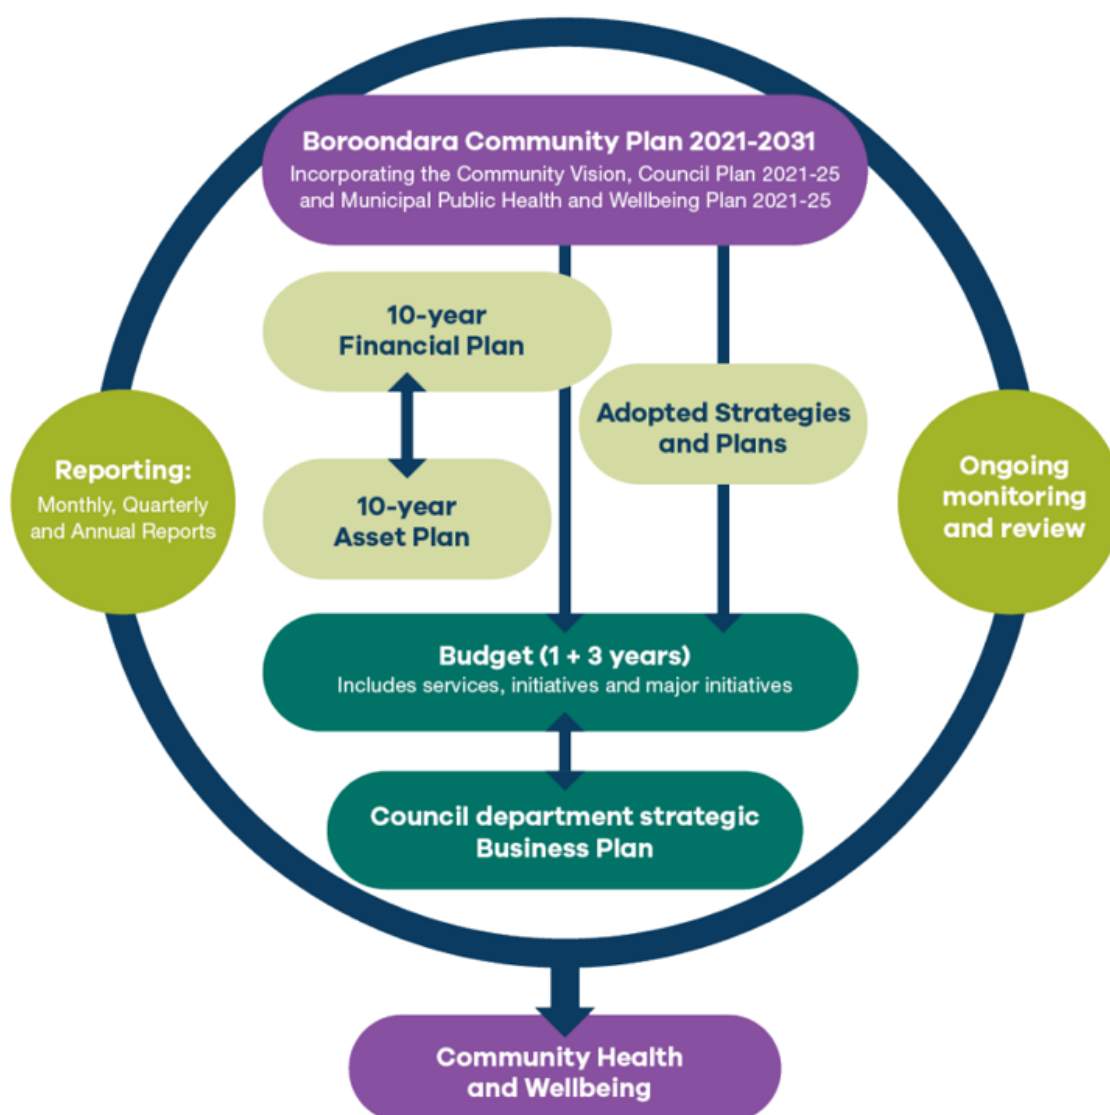 Boroondara Community Plan 2021-2031
Incorporating the Community Vision, Council Plan 2021-25
and Municipal Public Health and Wellbeing Plan 2021-25
10-year
Financial Plan
Adopted Strategies
and Plans
Reporting:
Monthly, Quarterly
and Annual Reports
10-year
Asset Plan
Ongoing
monitoring
and review
Budget (1 + 3 years)
Includes services, initiatives and major initiatives
Council department strategic
Business Plan
Community Health
and Wellbeing